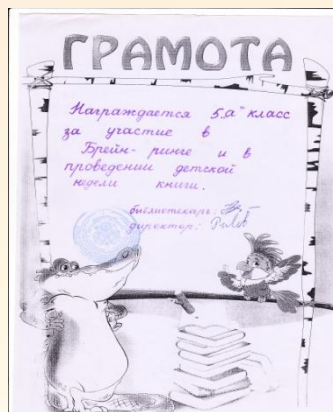 ГРАМОТА
Награждается 5 "а" класс
за участие в
Брейн-ринге и в
проведении детской
недели книги.
библиотекарь:
директор: